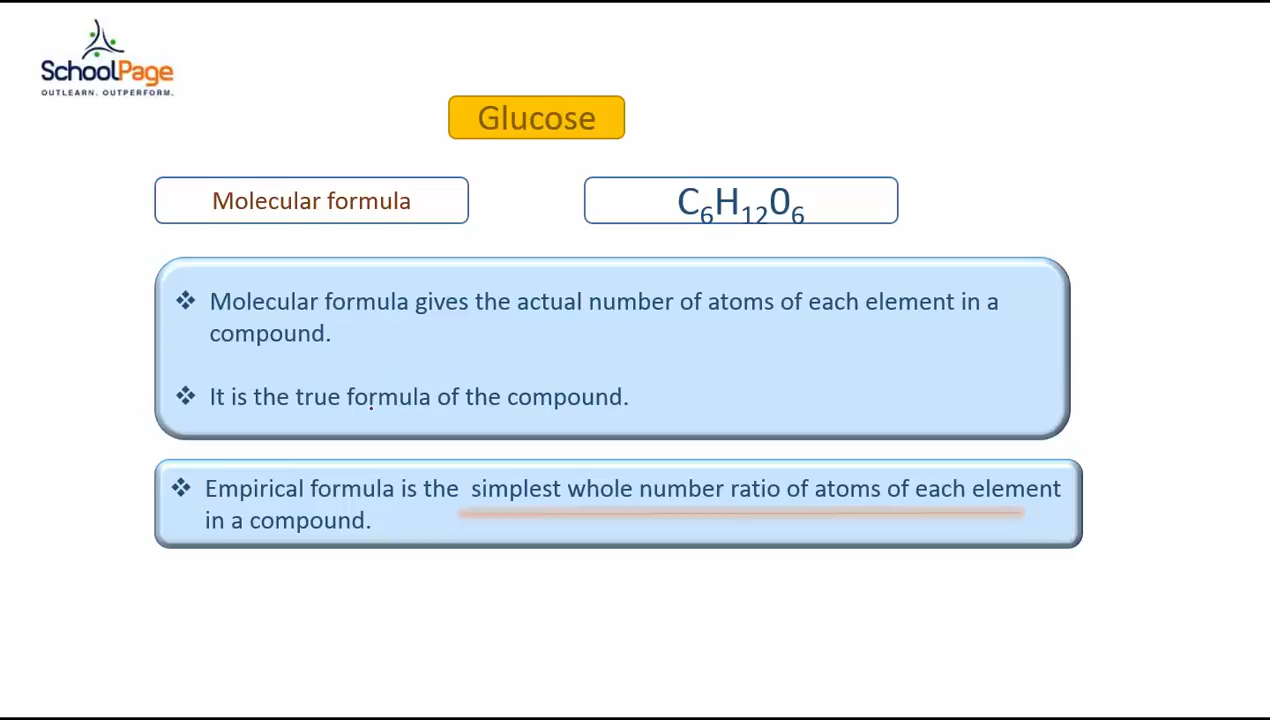 SchoolPage
OUTLEARN. OUTPERFORM.
Glucose
Molecular formula
C₆H₁₂0₆
❖ Molecular formula gives the actual number of atoms of each element in a
compound.
❖ It is the true formula of the compound.
❖ Empirical formula is the simplest whole number ratio of atoms of each element
in a compound.